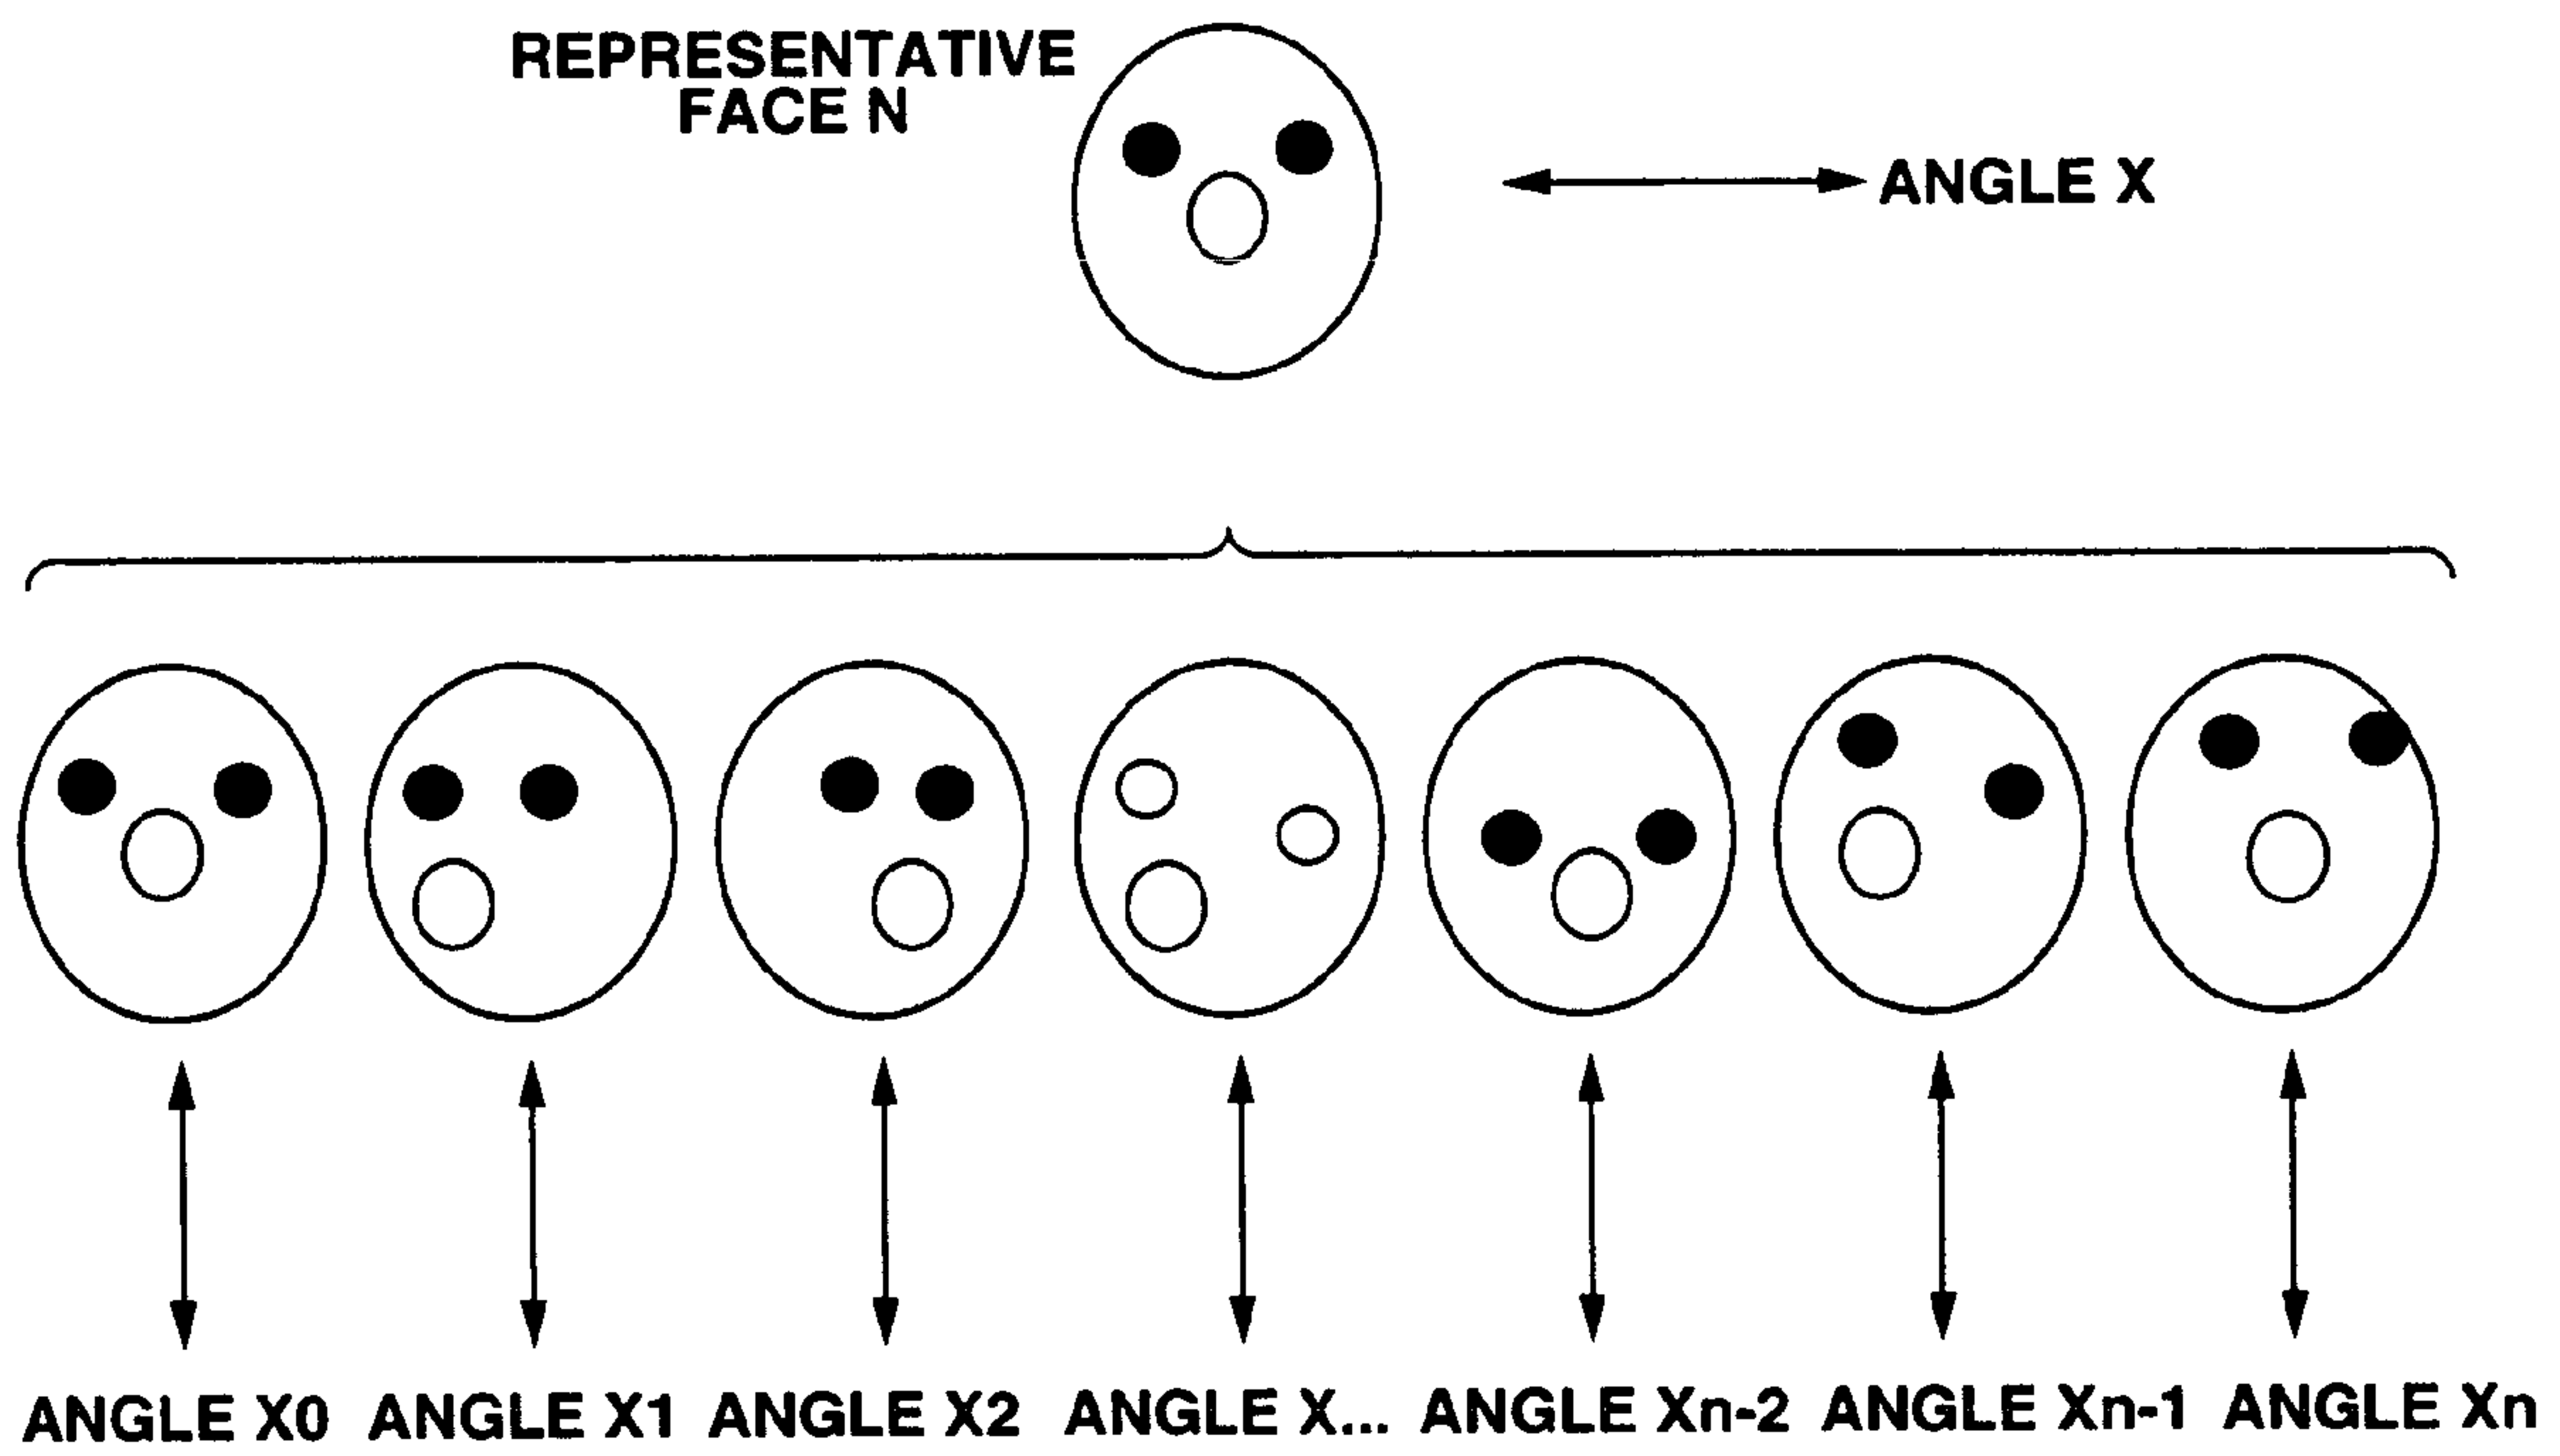 REPRESENTATIVE
FACE N
ANGLE X
ANGLE X0 ANGLE X1 ANGLE X2 ANGLE X... ANGLE Xn-2 ANGLE Xn-1 ANGLE Xn